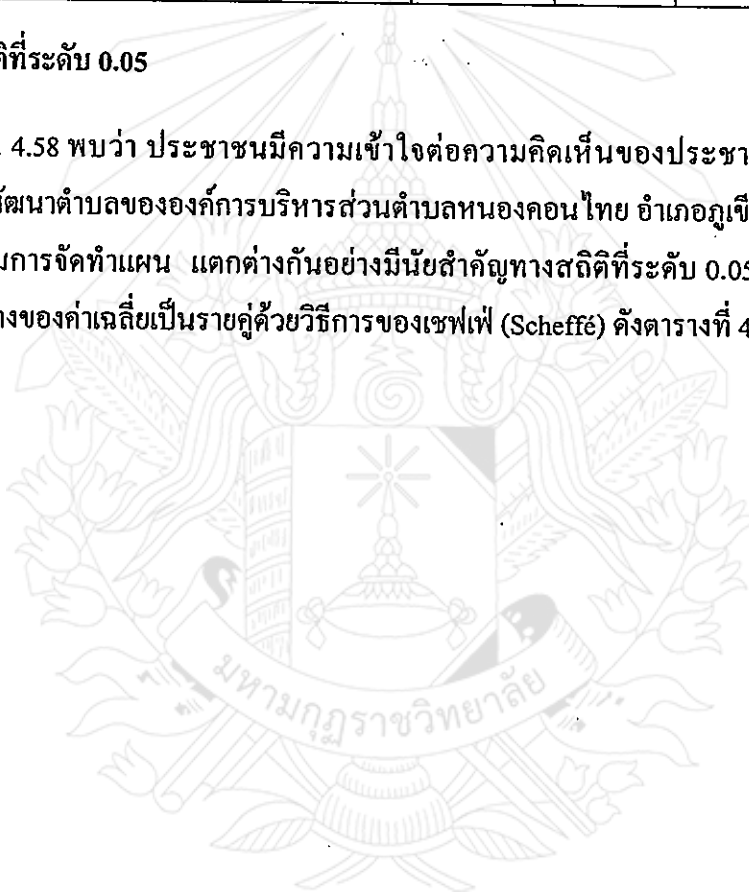 ติที่ระดับ 0.05
4.58 พบว่า ประชาชนมีความเข้าใจต่อความคิดเห็นของประชา
พัฒนาตำบลขององค์การบริหารส่วนตำบลหนองคอนไทย อำเภอภูเขี
มการจัดทำแผน แตกต่างกันอย่างมีนัยสำคัญทางสถิติที่ระดับ 0.05
างของค่าเฉลี่ยเป็นรายคู่ด้วยวิธีการของเชฟเฟ่ (Scheffé) ดังตารางที่ 4
มหามกุฏราชวิทยาลัย